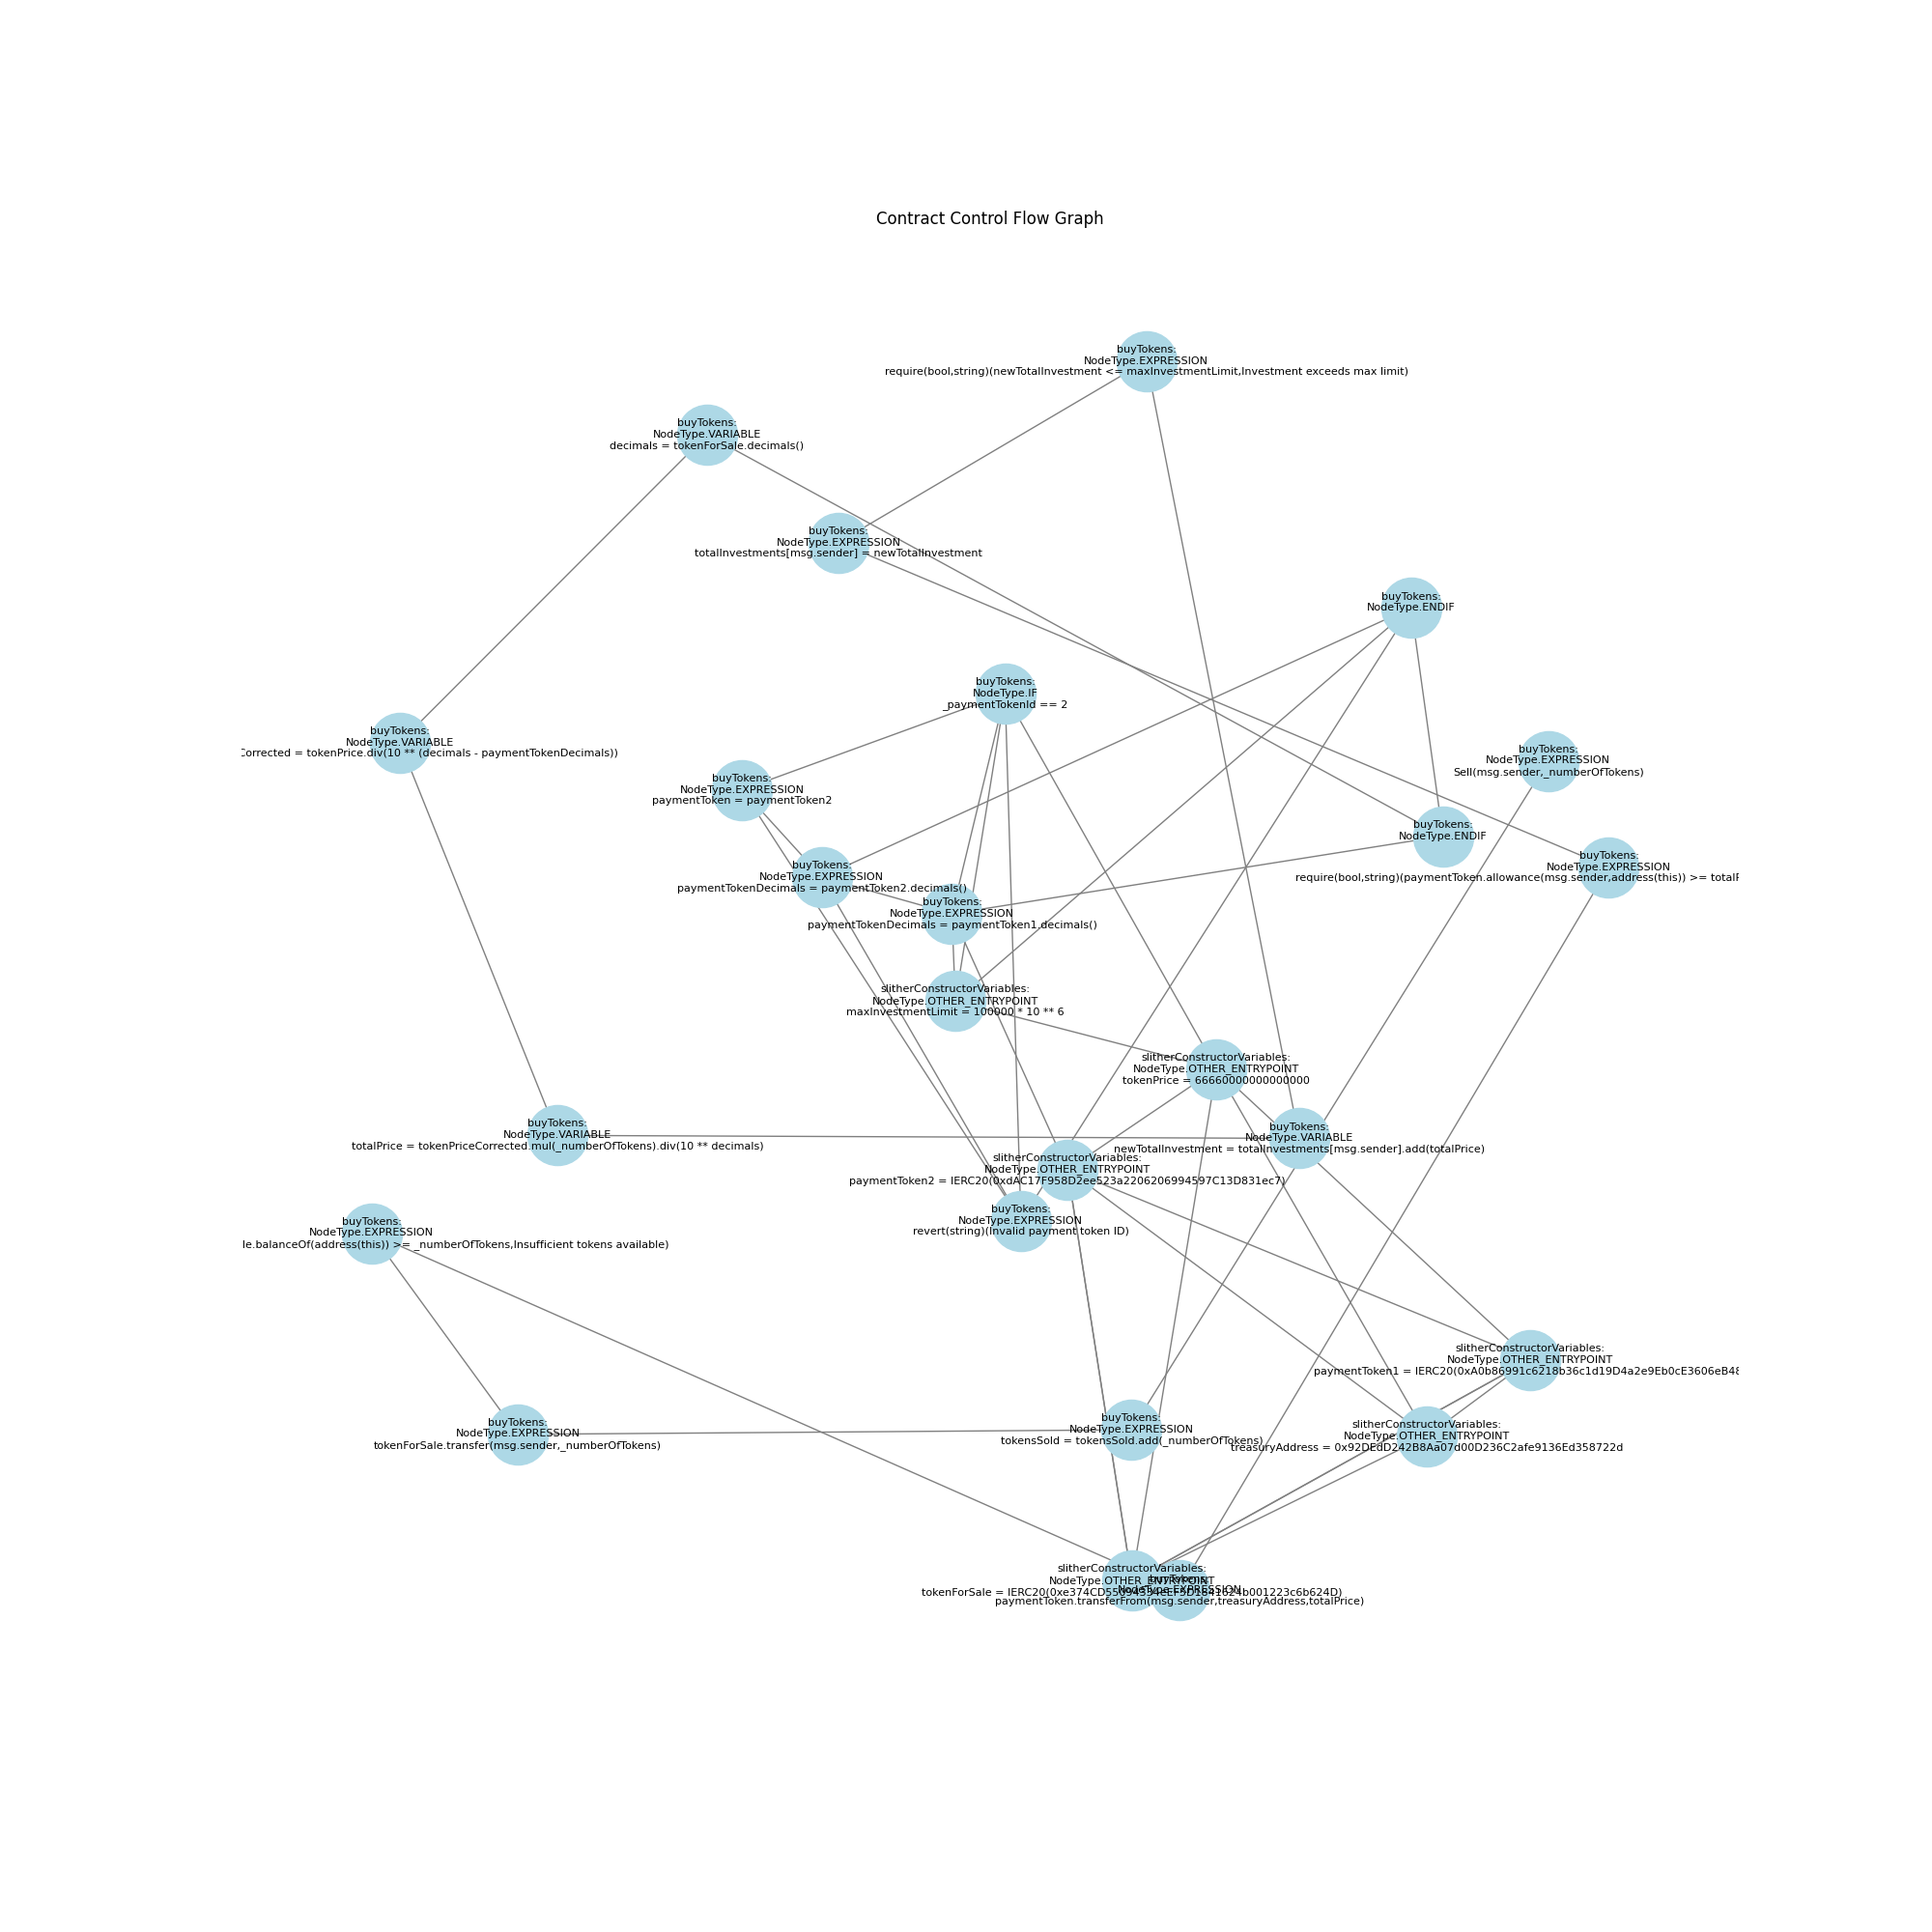 Contract Control Flow Graph
buyTokens:
NodeType.EXPRESSION
require(bool,string)(newTotalInvestment <= maxInvestmentLimit,Investment exceeds max limit)
buyTokens:
NodeType.VARIABLE
decimals = tokenForSale.decimals()
buyTokens:
NodeType.EXPRESSION
totalInvestments[msg.sender] = newTotalInvestment
buyTokens:
NodeType.ENDIF
buyTokens:
NodeType.IF
_paymentTokenId == 2
buyTokens:
NodeType.VARIABLE
Corrected = tokenPrice.div(10 ** (decimals - paymentTokenDecimals))
buyTokens:
NodeType.EXPRESSION
Sell(msg.sender,_numberOfTokens)
buyTokens:
NodeType.EXPRESSION
paymentToken = paymentToken2
buyTokens:
NodeType.ENDIF
buyTokens:
NodeType.EXPRESSION
require(bool,string)(paymentToken.allowance(msg.sender,address(this)) >= total
buyTokens:
NodeType.EXPRESSION
paymentTokenDecimals = paymentToken2.decimals()
buyTokens:
NodeType.EXPRESSION
paymentTokenDecimals = paymentToken1.decimals()
slitherConstructorVariables:
NodeType.OTHER_ENTRYPOINT
maxInvestmentLimit = 100000 * 10 ** 6
slitherConstructorVariables:
NodeType.OTHER_ENTRYPOINT
tokenPrice = 66660000000000000
buyTokens:
NodeType.VARIABLE
totalPrice = tokenPriceCorrected.mul(_numberOfTokens).div(10 ** decimals)
buyTokens:
NodeType.VARIABLE
newTotalInvestment = totalInvestments[msg.sender].add(totalPrice)
slitherConstructorVariables:
NodeType.OTHER_ENTRYPOINT
paymentToken2 = IERC20(0xdAC17F958D2ee523a2206206994597C13D831ec7)
buyTokens:
NodeType.EXPRESSION
revert(string)(Invalid payment token ID)
buyTokens:
NodeType.EXPRESSION
le.balanceOf(address(this)) >= _numberOfTokens,Insufficient tokens available)
slitherConstructorVariables:
NodeType.OTHER_ENTRYPOINT
paymentToken1 = IERC20(0xA0b86991c6218b36c1d19D4a2e9Eb0cE3606eB48
buyTokens:
NodeType.EXPRESSION
tokenForSale.transfer(msg.sender,_numberOfTokens)
buyTokens:
NodeType.EXPRESSION
tokensSold = tokensSold.add(_numberOfTokens)
slitherConstructorVariables:
NodeType.OTHER_ENTRYPOINT
treasuryAddress = 0x92DEdD242B8Aa07d00D236C2afe9136Ed358722d
slitherConstructorVariables:
NodeType.OTHER_ENTRYPOINT
tokenForSale =
buyTokens:
NodeType.EXPRESSION
paymentToken.transferFrom(msg.sender,treasuryAddress,totalPrice)